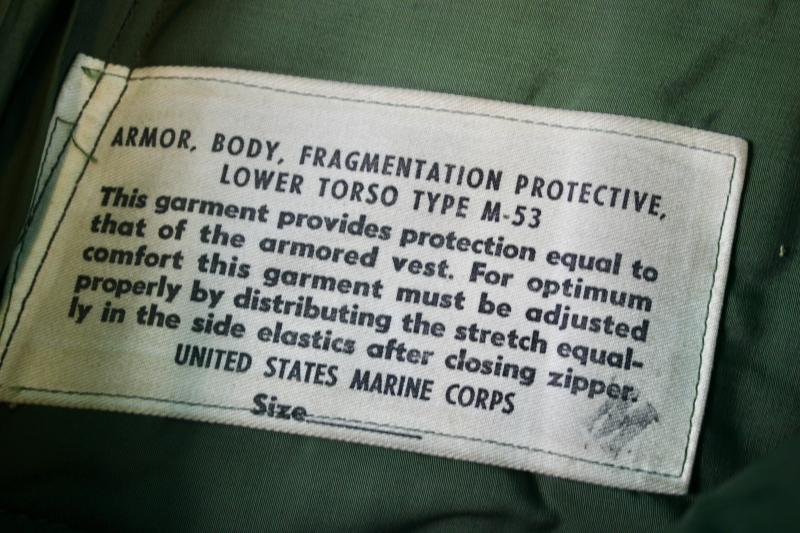 ARMOR, BODY, FRAGMENTATION PROTECTIVE,
LOWER TORSO TYPE M-53
This garment provides protection equal to
that of the armored vest. For optimum
comfort this garment must be adjusted
properly by distributing the stretch equal-
ly in the side elastics after closing zipper.
UNITED STATES MARINE CORPS
Size